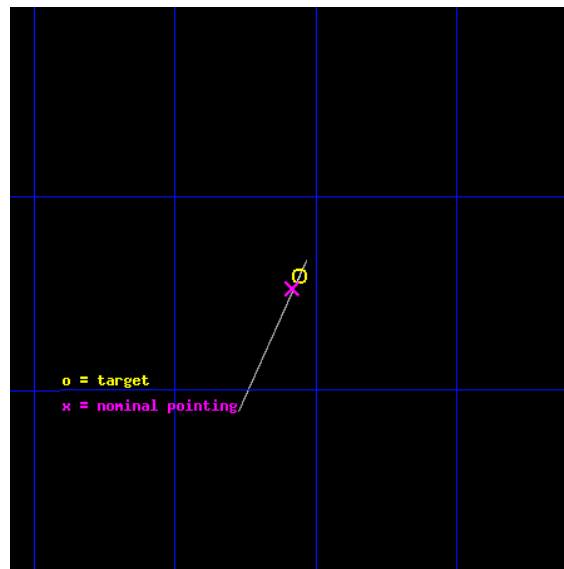 o = target
x = nominal pointing